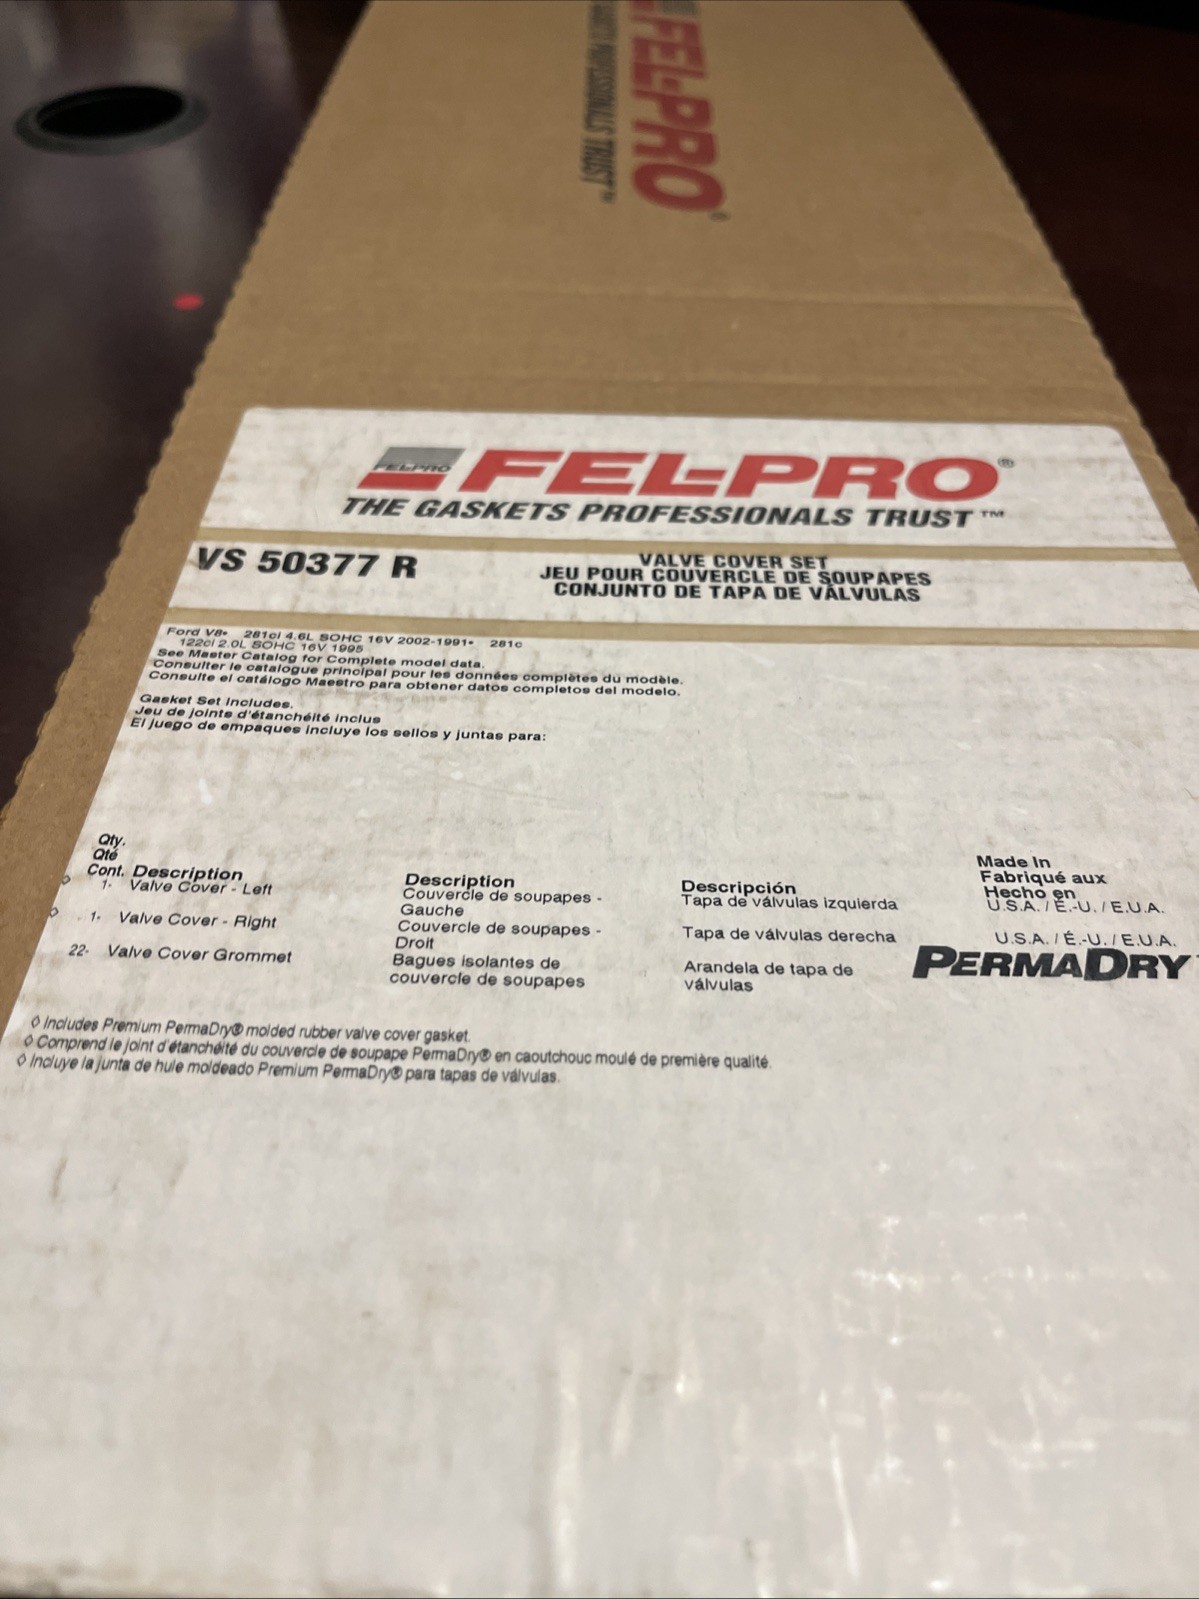 FEL-PRO®
GASKETS PROFESSIONALS TRUST™
FEL-PRO
FEL-PRO®
THE GASKETS PROFESSIONALS TRUST™
VS 50377 R
VALVE COVER SET
JEU POUR COUVERCLE DE SOUPAPES
CONJUNTO DE TAPA DE VÁLVULAS
Ford V8• 281ci 4.6L SOHC 16V 2002-1991• 281c
122ci 2.0L SOHC 16V 1995
See Master Catalog for Complete model data.
Consulter le catalogue principal pour les données complètes du modèle.
Consulte el catálogo Maestro para obtener datos completos del modelo.
Gasket Set Includes,
Jeu de joints d'étanchéité inclus
El juego de empaques incluye los sellos y juntas para:
Qty.
Qté
Cont. Description
◊ 1- Valve Cover - Left
◊ 1- Valve Cover - Right
22- Valve Cover Grommet
Description
Couvercle de soupapes -
Gauche
Couvercle de soupapes -
Droit
Bagues isolantes de
couvercle de soupapes
Descripción
Tapa de válvulas izquierda
Tapa de válvulas derecha
Arandela de tapa de
válvulas
Made In
Fabriqué aux
Hecho en
U.S.A. / É.-U. / E.U.A.
U.S.A. / É.-U. / E.U.A.
PERMADRY
◊ Includes Premium PermaDry® molded rubber valve cover gasket.
◊ Comprend le joint d'étanchéité du couvercle de soupape PermaDry® en caoutchouc moulé de première qualité.
◊ Incluye la junta de hule moldeado Premium PermaDry® para tapas de válvulas.